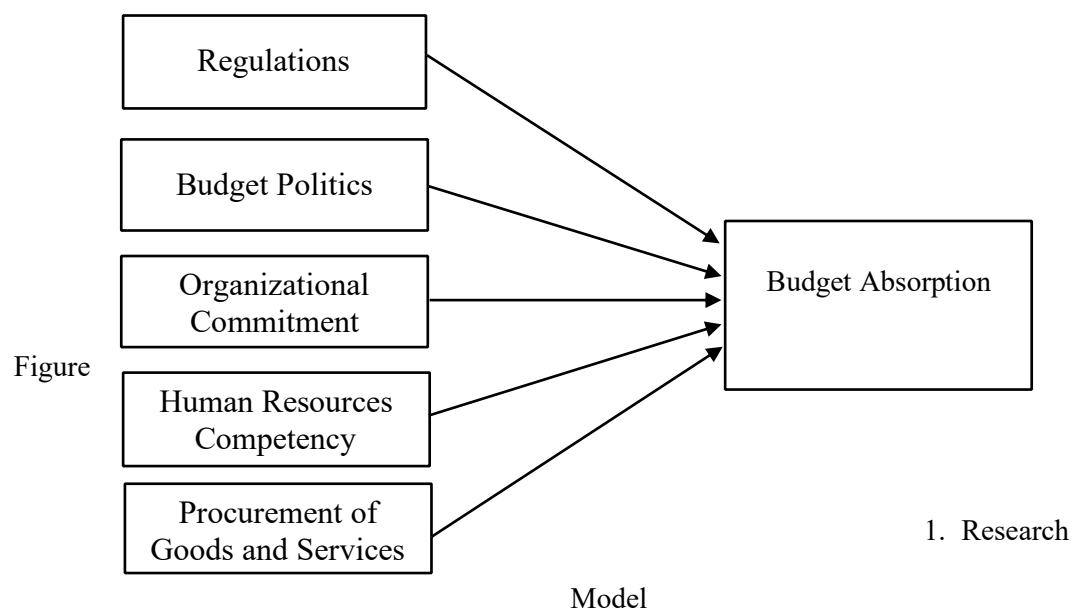 Regulations
Budget Politics
Organizational
Commitment
Human Resources
Competency
Procurement of
Goods and Services
Budget Absorption
Figure
1. Research
Model